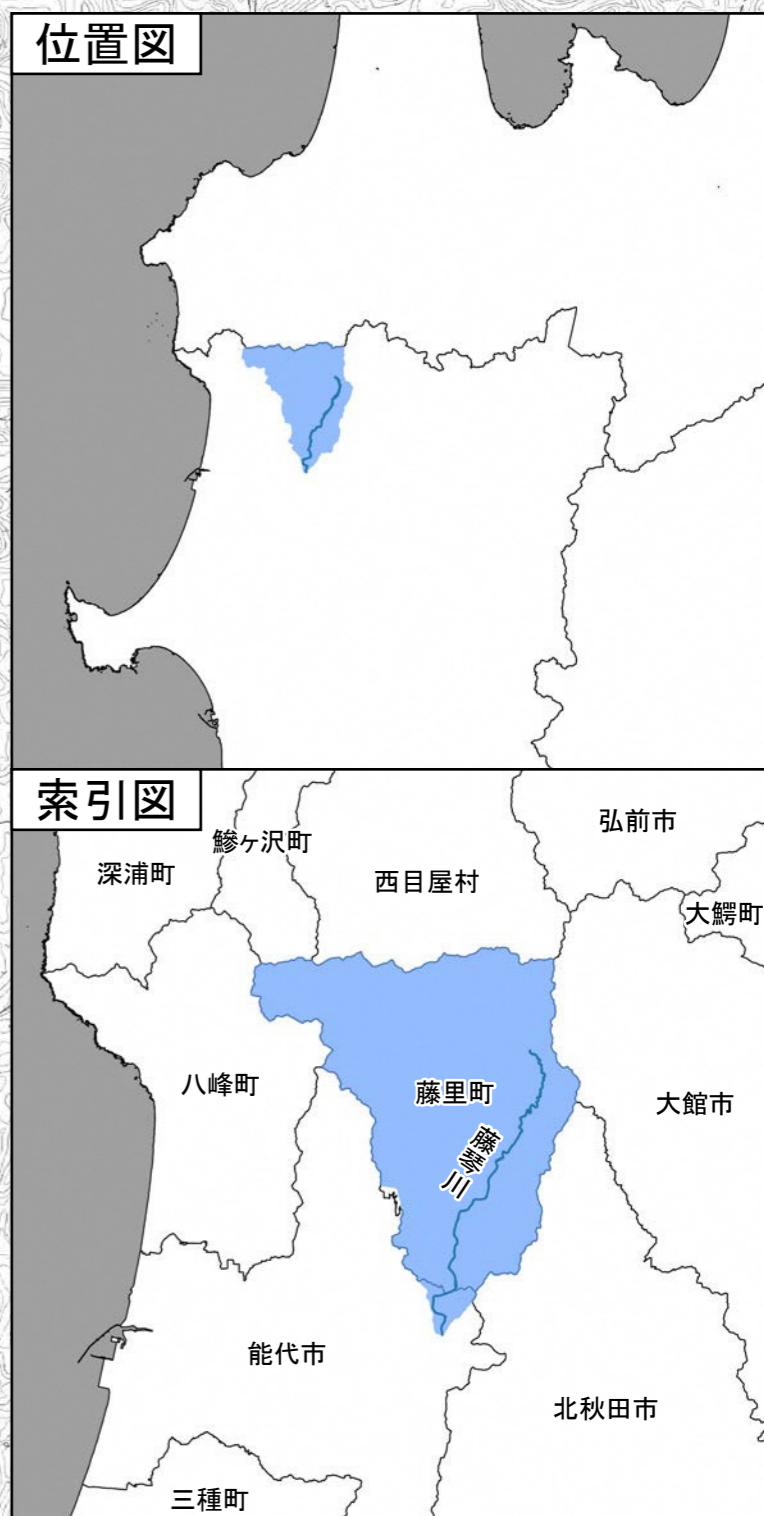 位置図
索引図
弘前市
鰺ヶ沢町
深浦町
西目屋村
大鰐町
八峰町
藤里町
大館市
藤琴川
能代市
北秋田市
三種町